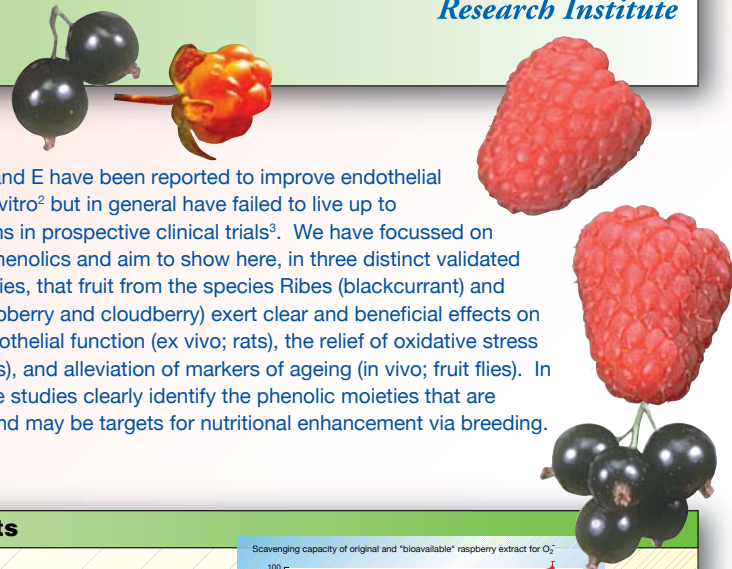 Research Institute
and E have been reported to improve endothelial
vitro² but in general have failed to live up to
ns in prospective clinical trials³. We have focussed on
henolics and aim to show here, in three distinct validated
ies, that fruit from the species Ribes (blackcurrant) and
pberry and cloudberry) exert clear and beneficial effects on
othelial function (ex vivo; rats), the relief of oxidative stress
s), and alleviation of markers of ageing (in vivo; fruit flies). In
e studies clearly identify the phenolic moieties that are
nd may be targets for nutritional enhancement via breeding.
ts
Scavenging capacity of original and "bioavailable" raspberry extract for O₂⁻
100